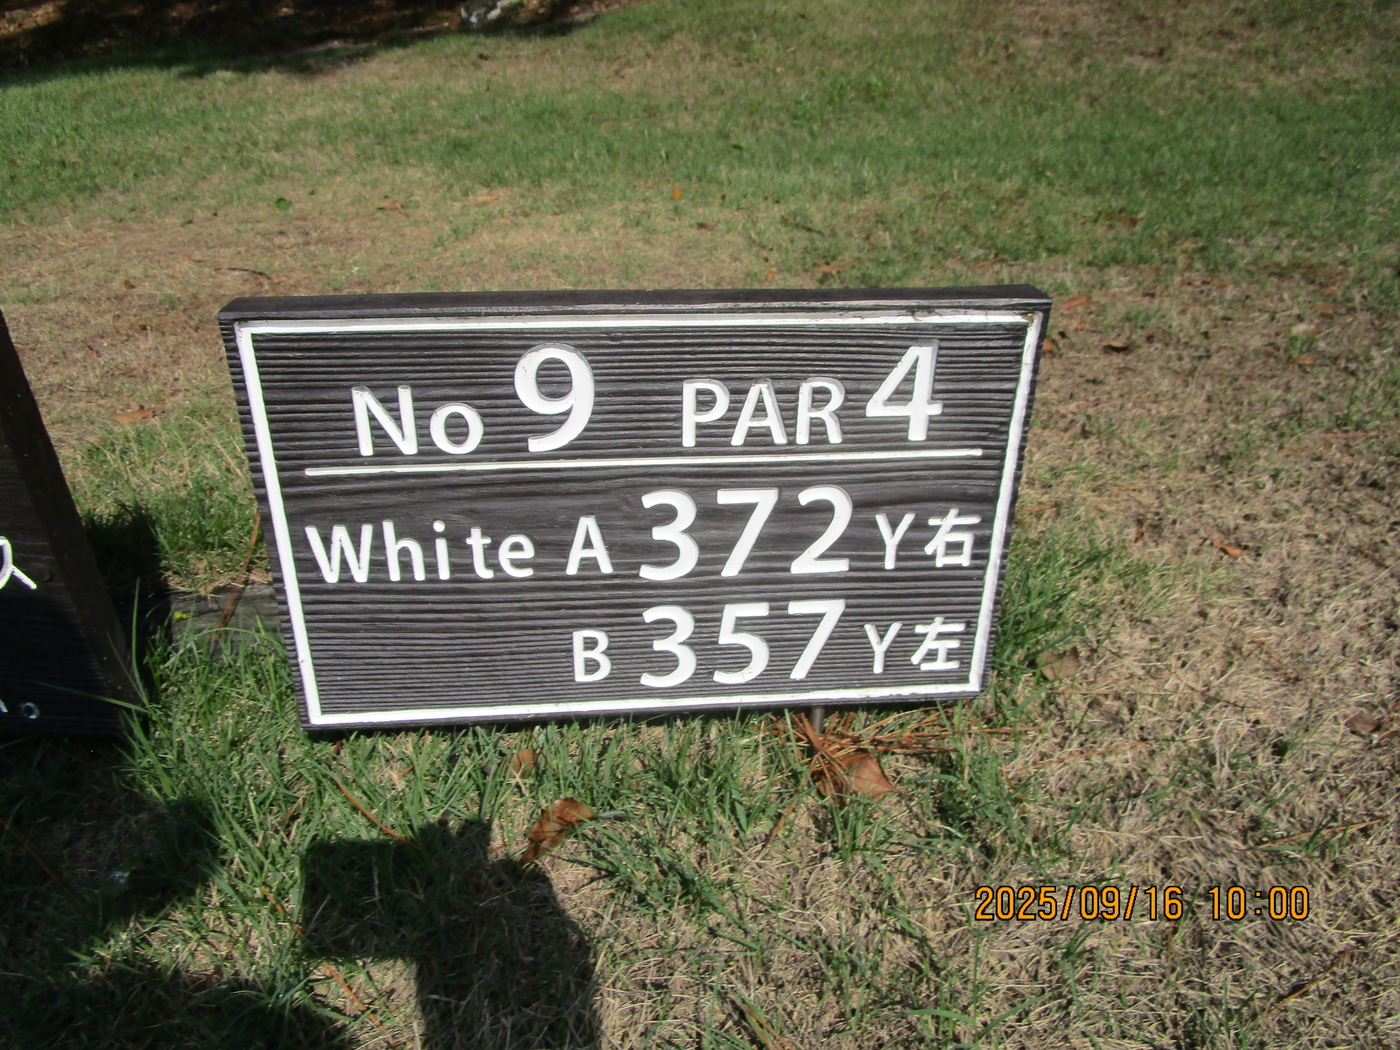 No 9 PAR 4
White A 372 Y 右
B 357 Y 左
2025/09/16 10:00